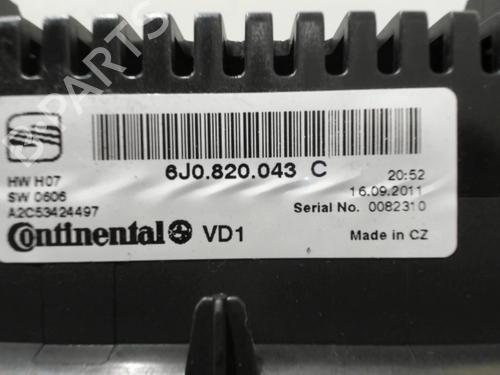 6J0.820.043 C
HW H07
20:52
SW 0606
16.09.2011
A2C53424497
Serial No. 0082310
Continental VD1
Made in CZ